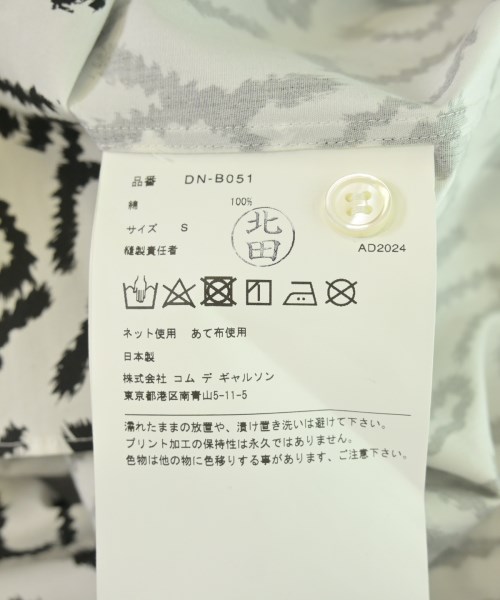 品番 DN-B051
綿 100%
サイズ S
縫製責任者 北田 AD2024
ネット使用 あて布使用
日本製
株式会社 コム デ ギャルソン
東京都港区南青山5-11-5
濡れたままの放置や、漬け置き洗いは避けて下さい。
プリント加工の保持性は永久ではありません。
色物は他の物に色移りする事があります、ご注意下さい。